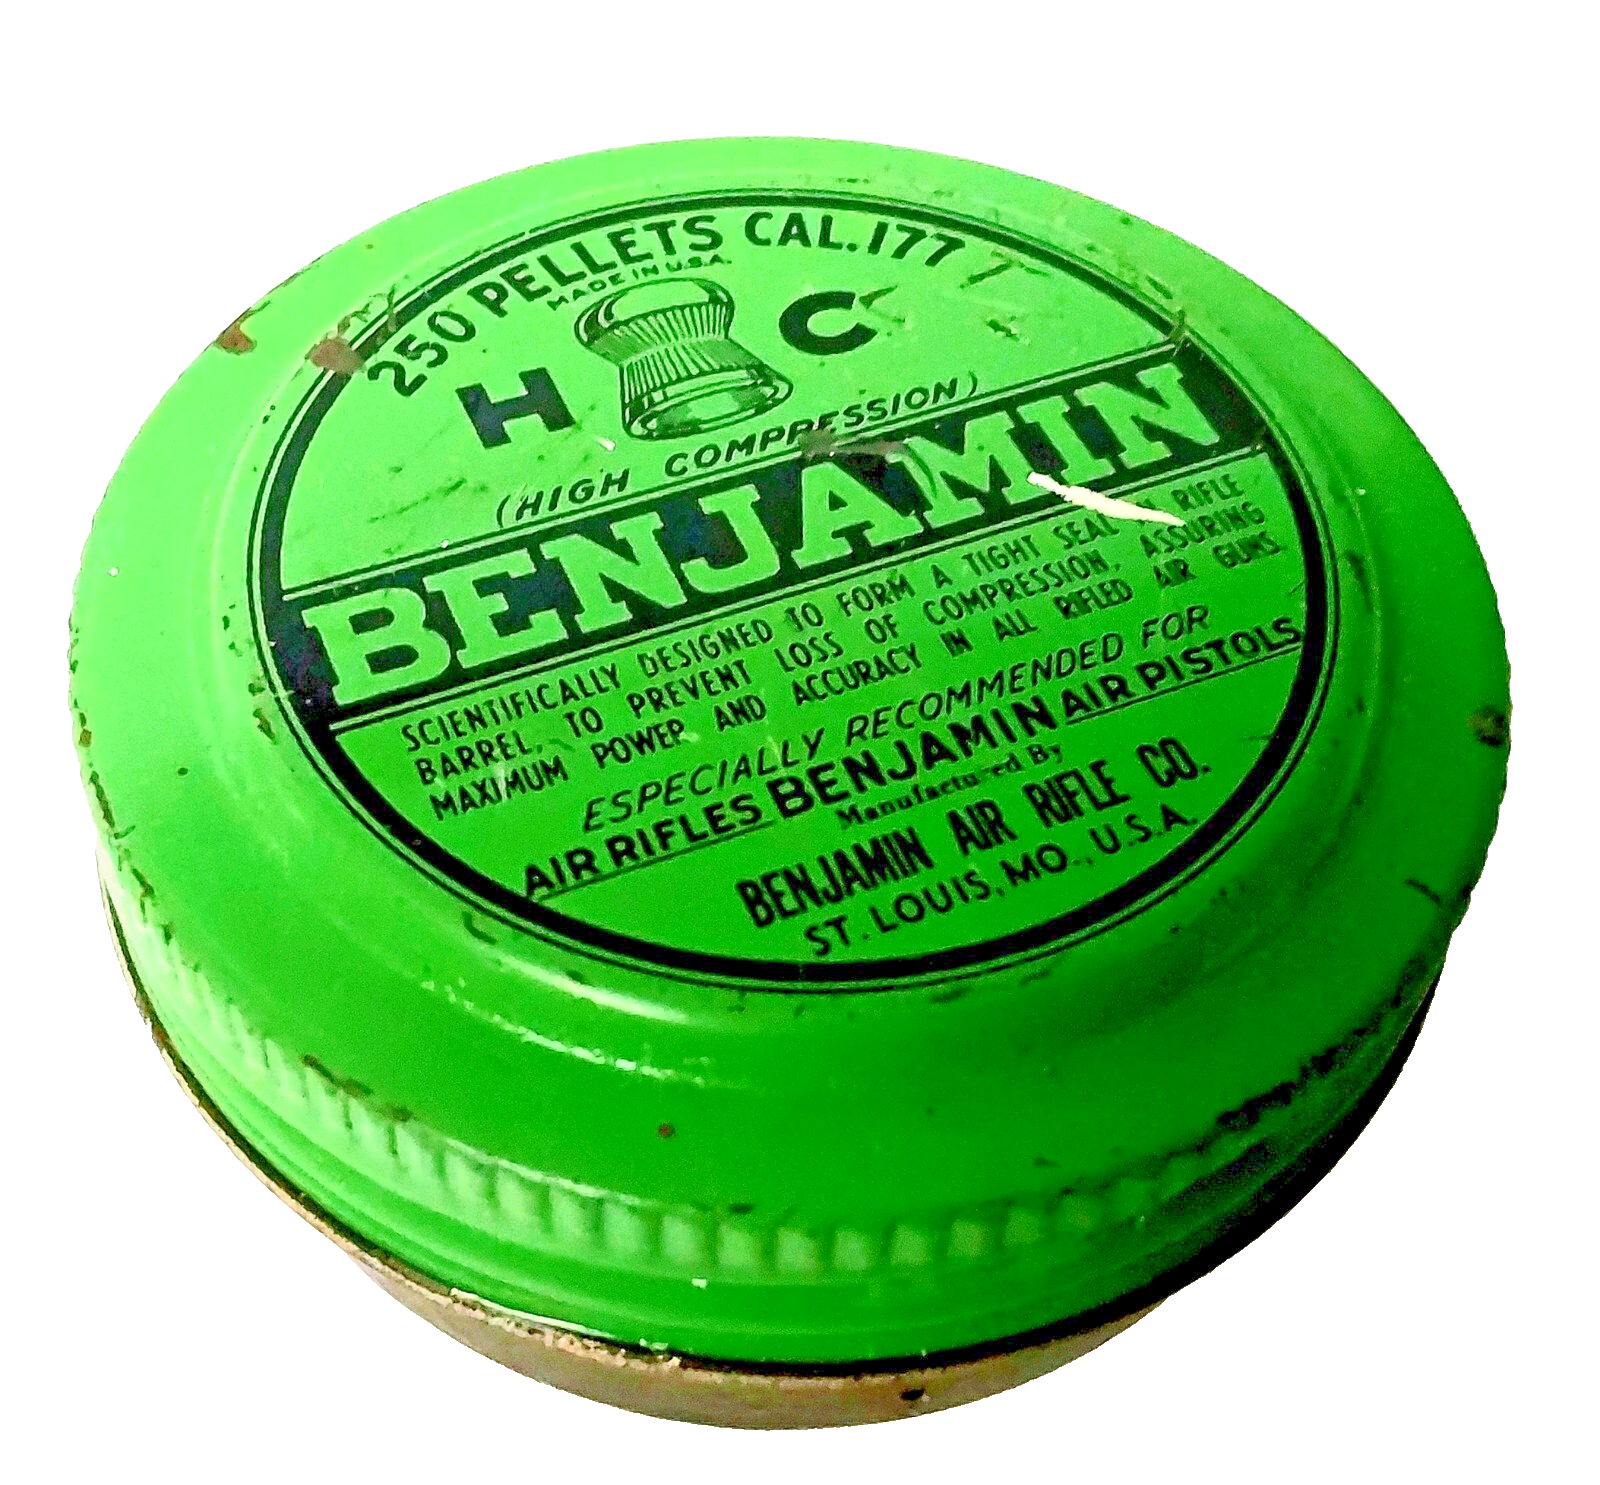 250 PELLETS CAL. 177
MADE IN U.S.A.
H C
(HIGH COMPRESSION)
BENJAMIN
SCIENTIFICALLY DESIGNED TO FORM A TIGHT SEAL RIFLE
BARREL, TO PREVENT LOSS OF COMPRESSION, ASSURING
MAXIMUM POWER AND ACCURACY IN ALL RIFLED AIR GUNS
ESPECIALLY RECOMMENDED FOR
AIR RIFLES BENJAMIN AIR PISTOLS
Manufactured By
BENJAMIN AIR RIFLE CO.
ST. LOUIS, MO., U.S.A.